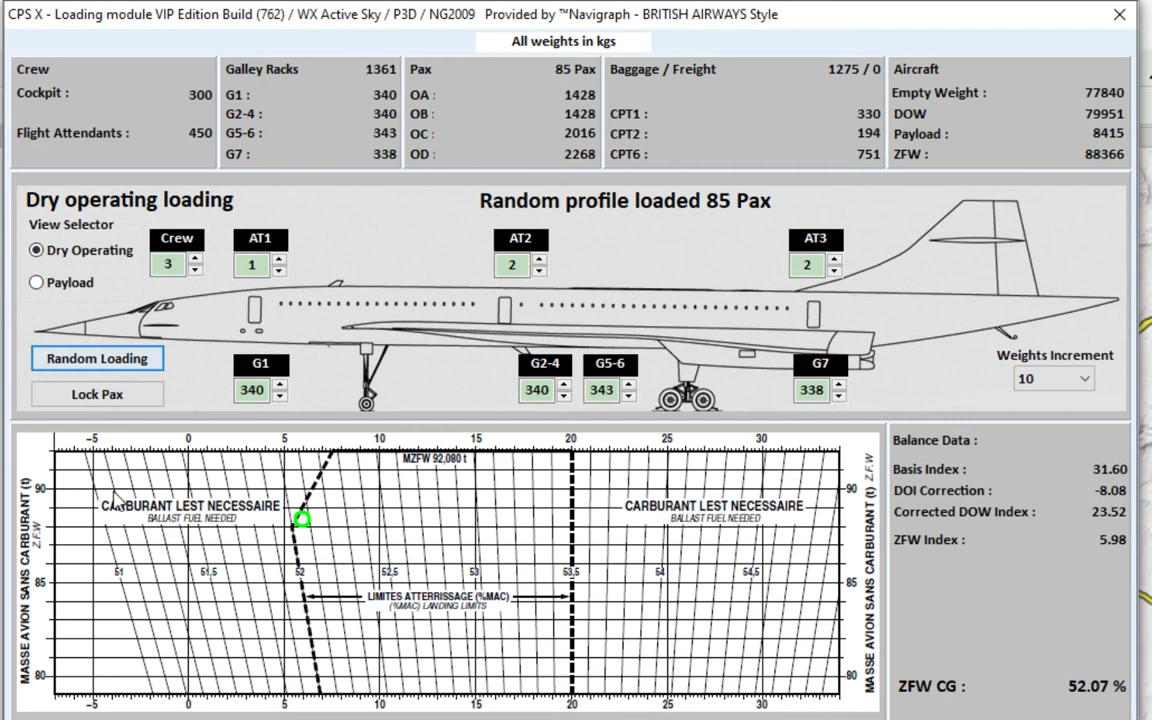 CPS X - Loading module VIP Edition Build (762) / WX Active Sky / P3D / NG2009 Provided by ™Navigraph - BRITISH AIRWAYS Style
All weights in kgs
Crew
Cockpit : 300
Flight Attendants : 450
Galley Racks 1361
G1 : 340
G2-4 : 340
G5-6 : 343
G7 : 338
Pax 85 Pax
OA : 1428
OB : 1428
OC : 2016
OD : 2268
Baggage / Freight 1275 / 0
CPT1 : 330
CPT2 : 194
CPT6 : 751
Aircraft
Empty Weight : 77840
DOW 79951
Payload : 8415
ZFW : 88366
Dry operating loading
Random profile loaded 85 Pax
View Selector
Dry Operating
Payload
Crew
3
AT1
1
AT2
2
AT3
2
Random Loading
Lock Pax
G1
340
G2-4
340
G5-6
343
G7
338
Weights Increment
10
−5 0 5 10 15 20 25 30
MZFW 92,080 t
90 90
CARBURANT LEST NECESSAIRE
BALLAST FUEL NEEDED
CARBURANT LEST NECESSAIRE
BALLAST FUEL NEEDED
51 51,5 52 52,5 53 53,5 54 54,5
85 85
LIMITES ATTERRISSAGE (%MAC)
(%MAC) LANDING LIMITS
80 80
−5 0 5 10 15 20 25 30
MASSE AVION SANS CARBURANT (t)
Z.F.W
MASSE AVION SANS CARBURANT (t) Z.F.W
Balance Data :
Basis Index : 31.60
DOI Correction : -8.08
Corrected DOW Index : 23.52
ZFW Index : 5.98
ZFW CG : 52.07 %